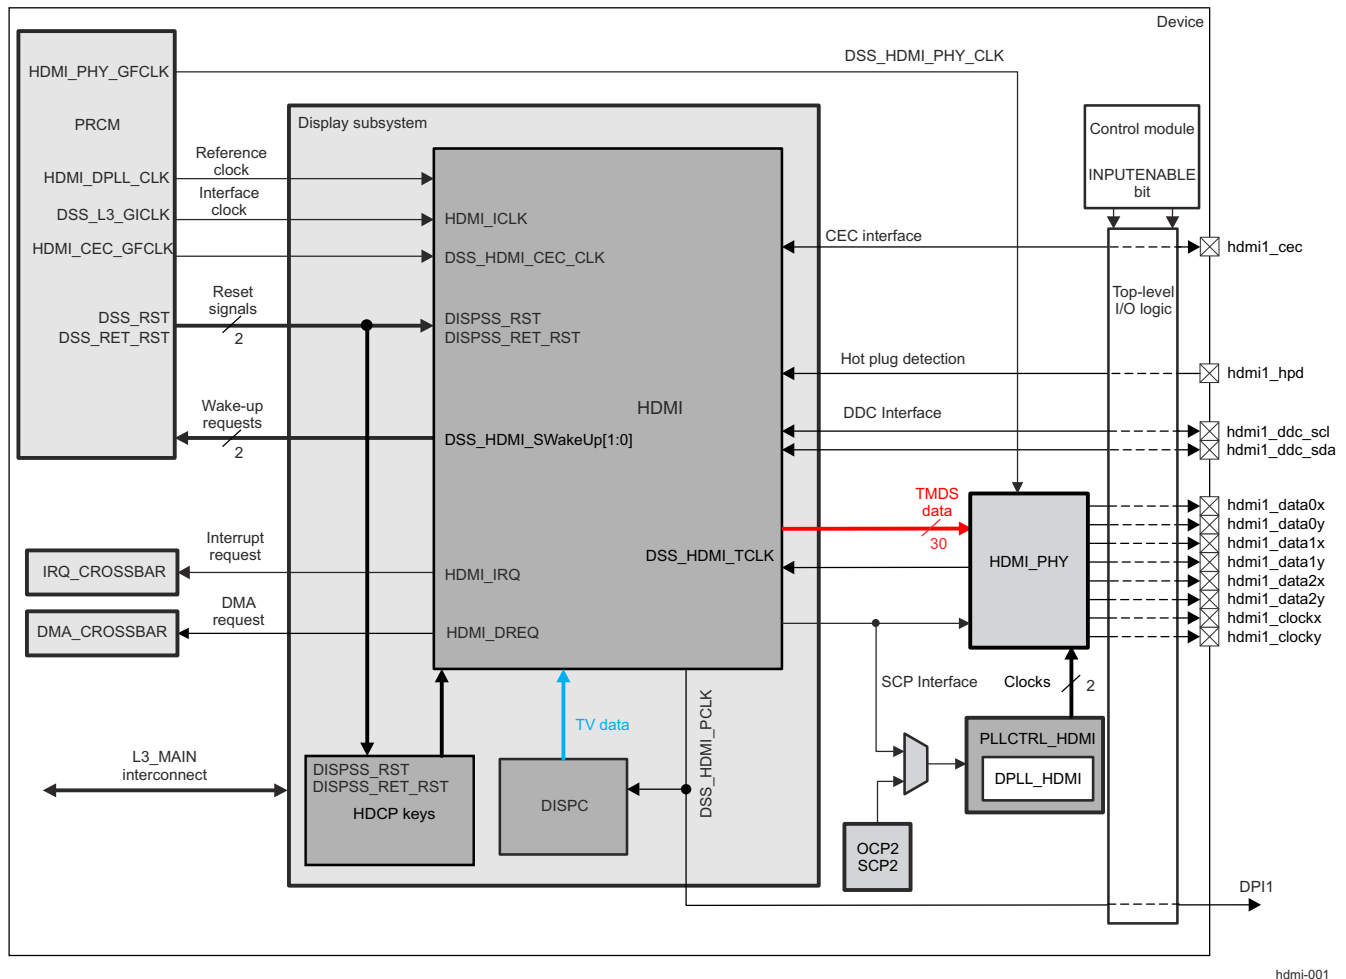 Device
HDMI_PHY_GFCLK
DSS_HDMI_PHY_CLK
PRCM
Display subsystem
Control module
INPUTENABLE
bit
Reference
clock
HDMI_DPLL_CLK
Interface
clock
DSS_L3_GICLK
HDMI_ICLK
HDMI_CEC_GFCLK
DSS_HDMI_CEC_CLK
CEC interface
hdmi1_cec
Reset
signals
2
DSS_RST
DSS_RET_RST
DISPSS_RST
DISPSS_RET_RST
Top-level
I/O logic
Hot plug detection
hdmi1_hpd
HDMI
Wake-up
requests
2
DSS_HDMI_SWakeUp[1:0]
DDC Interface
hdmi1_ddc_scl
hdmi1_ddc_sda
TMDS
data
30
hdmi1_data0x
hdmi1_data0y
hdmi1_data1x
hdmi1_data1y
hdmi1_data2x
hdmi1_data2y
hdmi1_clockx
hdmi1_clocky
Interrupt
request
IRQ_CROSSBAR
HDMI_IRQ
DSS_HDMI_TCLK
HDMI_PHY
DMA
request
DMA_CROSSBAR
HDMI_DREQ
SCP Interface
Clocks
2
TV data
DSS_HDMI_PCLK
PLLCTRL_HDMI
DPLL_HDMI
L3_MAIN
interconnect
DISPSS_RST
DISPSS_RET_RST
HDCP keys
DISPC
OCP2
SCP2
DPI1
hdmi-001